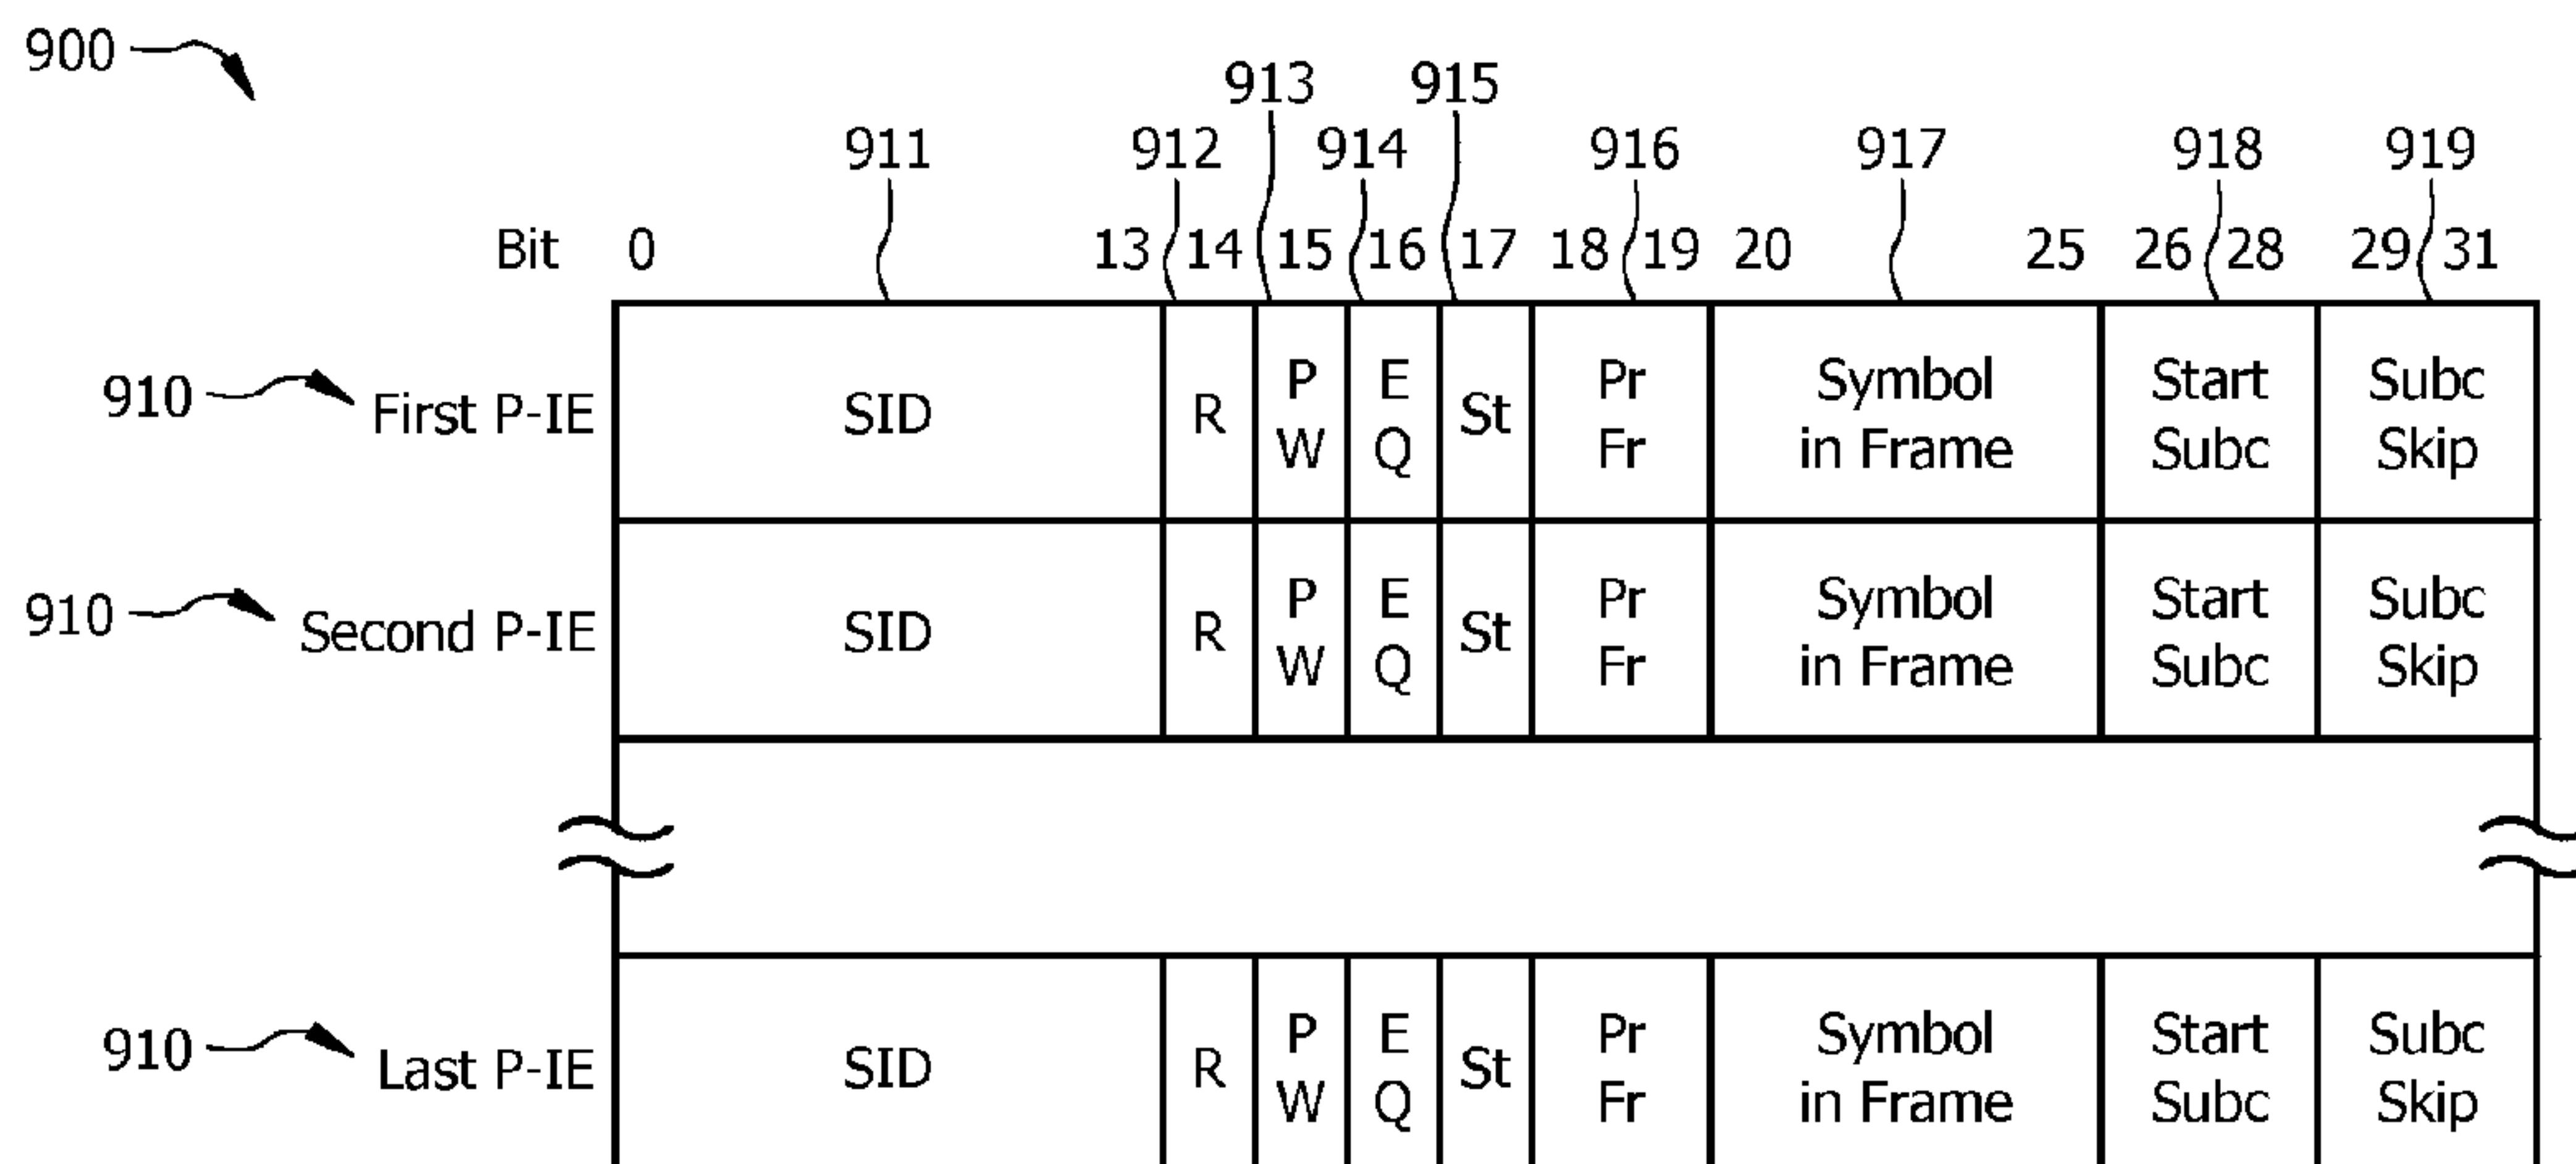 900
913 915
911 912 914 916 917 918 919
Bit 0 13 14 15 16 17 18 19 20 25 26 28 29 31
910 First P-IE SID R P W E Q St Pr Fr Symbol in Frame Start Subc Subc Skip
910 Second P-IE SID R P W E Q St Pr Fr Symbol in Frame Start Subc Subc Skip
910 Last P-IE SID R P W E Q St Pr Fr Symbol in Frame Start Subc Subc Skip